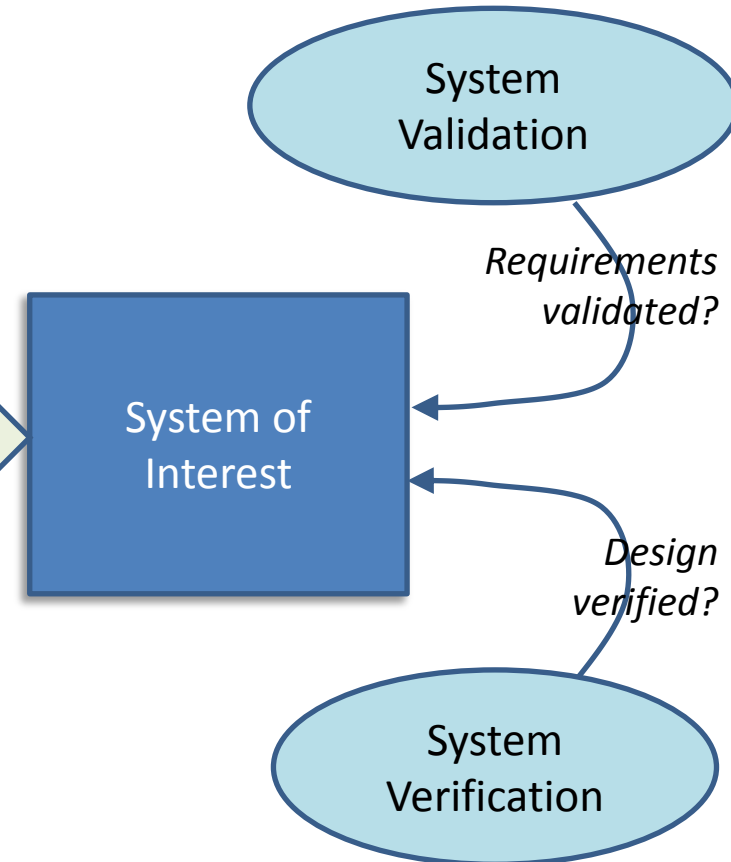 System
Validation
Requirements
validated?
System of
Interest
Design
verified?
System
Verification